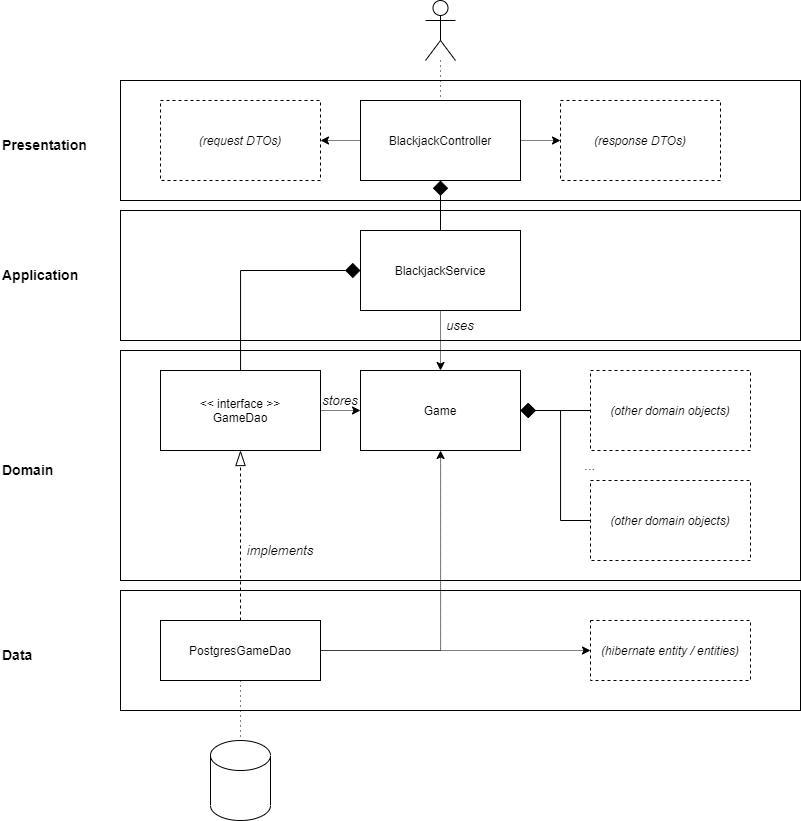 Presentation
(request DTOs)
BlackjackController
(response DTOs)
Application
BlackjackService
uses
<< interface >>
GameDao
stores
Game
(other domain objects)
...
Domain
(other domain objects)
implements
Data
PostgresGameDao
(hibernate entity / entities)